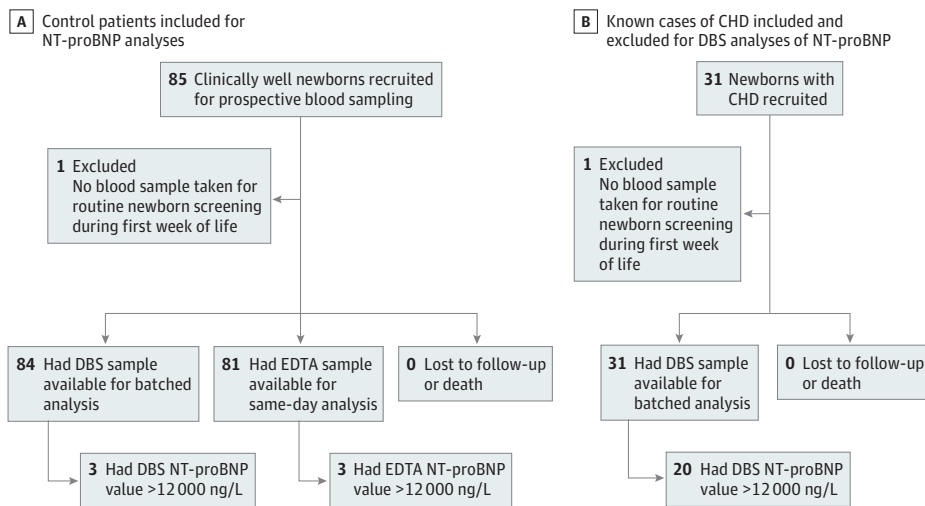 A Control patients included for
NT-proBNP analyses
85 Clinically well newborns recruited
for prospective blood sampling
1 Excluded
No blood sample taken for
routine newborn screening
during first week of life
84 Had DBS sample
available for batched
analysis
81 Had EDTA sample
available for
same-day analysis
0 Lost to follow-up
or death
3 Had DBS NT-proBNP
value >12 000 ng/L
3 Had EDTA NT-proBNP
value >12 000 ng/L
B Known cases of CHD included and
excluded for DBS analyses of NT-proBNP
31 Newborns with
CHD recruited
1 Excluded
No blood sample
taken for routine
newborn screening
during first week
of life
31 Had DBS sample
available for
batched analysis
0 Lost to follow-up
or death
20 Had DBS NT-proBNP
value >12 000 ng/L